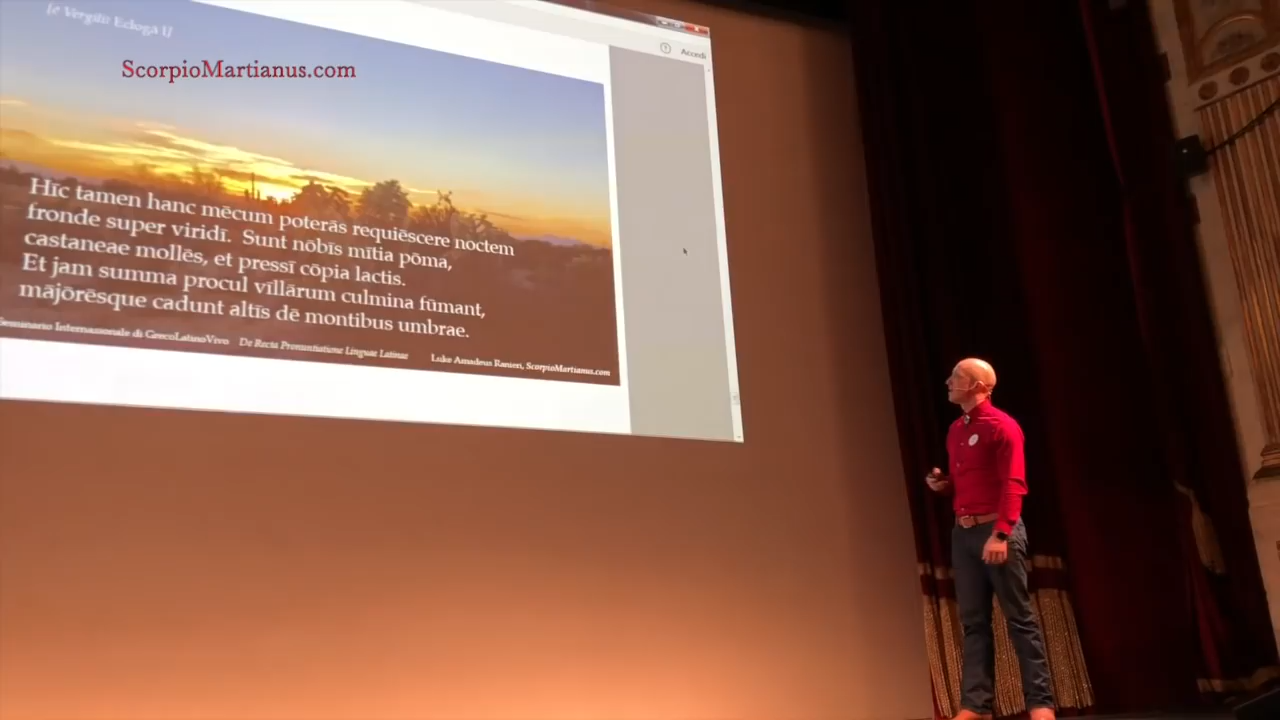 [e Vergilii Eclogā I]
ScorpioMartianus.com
Accedi
Hīc tamen hanc mēcum poterās requiēscere noctem
fronde super viridī. Sunt nōbīs mītia pōma,
castaneae mollēs, et pressī cōpia lactis.
Et jam summa procul vīllārum culmina fūmant,
mājōrēsque cadunt altīs dē montibus umbrae.
Seminario Internazionale di GrecoLatinoVivo De Recta Pronuntiatione Linguae Latinae Luke Amadeus Ranieri, ScorpioMartianus.com